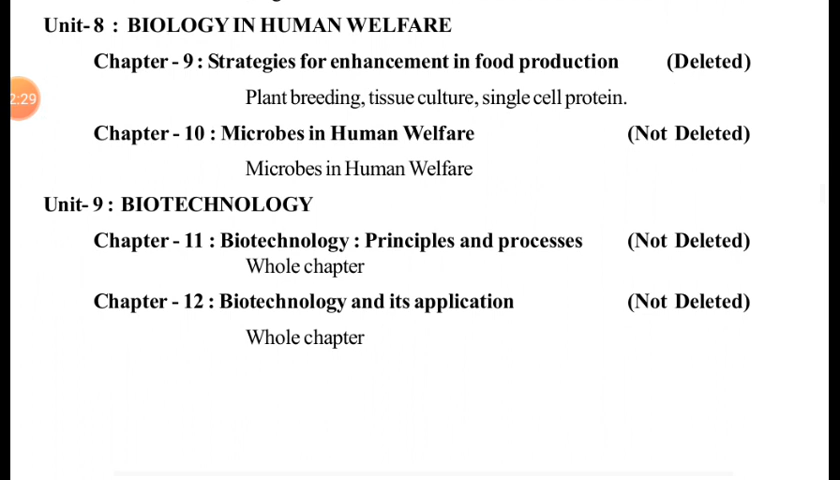 Unit- 8 : BIOLOGY IN HUMAN WELFARE
Chapter - 9 : Strategies for enhancement in food production (Deleted)
2:29
Plant breeding, tissue culture, single cell protein.
Chapter - 10 : Microbes in Human Welfare (Not Deleted)
Microbes in Human Welfare
Unit- 9 : BIOTECHNOLOGY
Chapter - 11 : Biotechnology : Principles and processes (Not Deleted)
Whole chapter
Chapter - 12 : Biotechnology and its application (Not Deleted)
Whole chapter